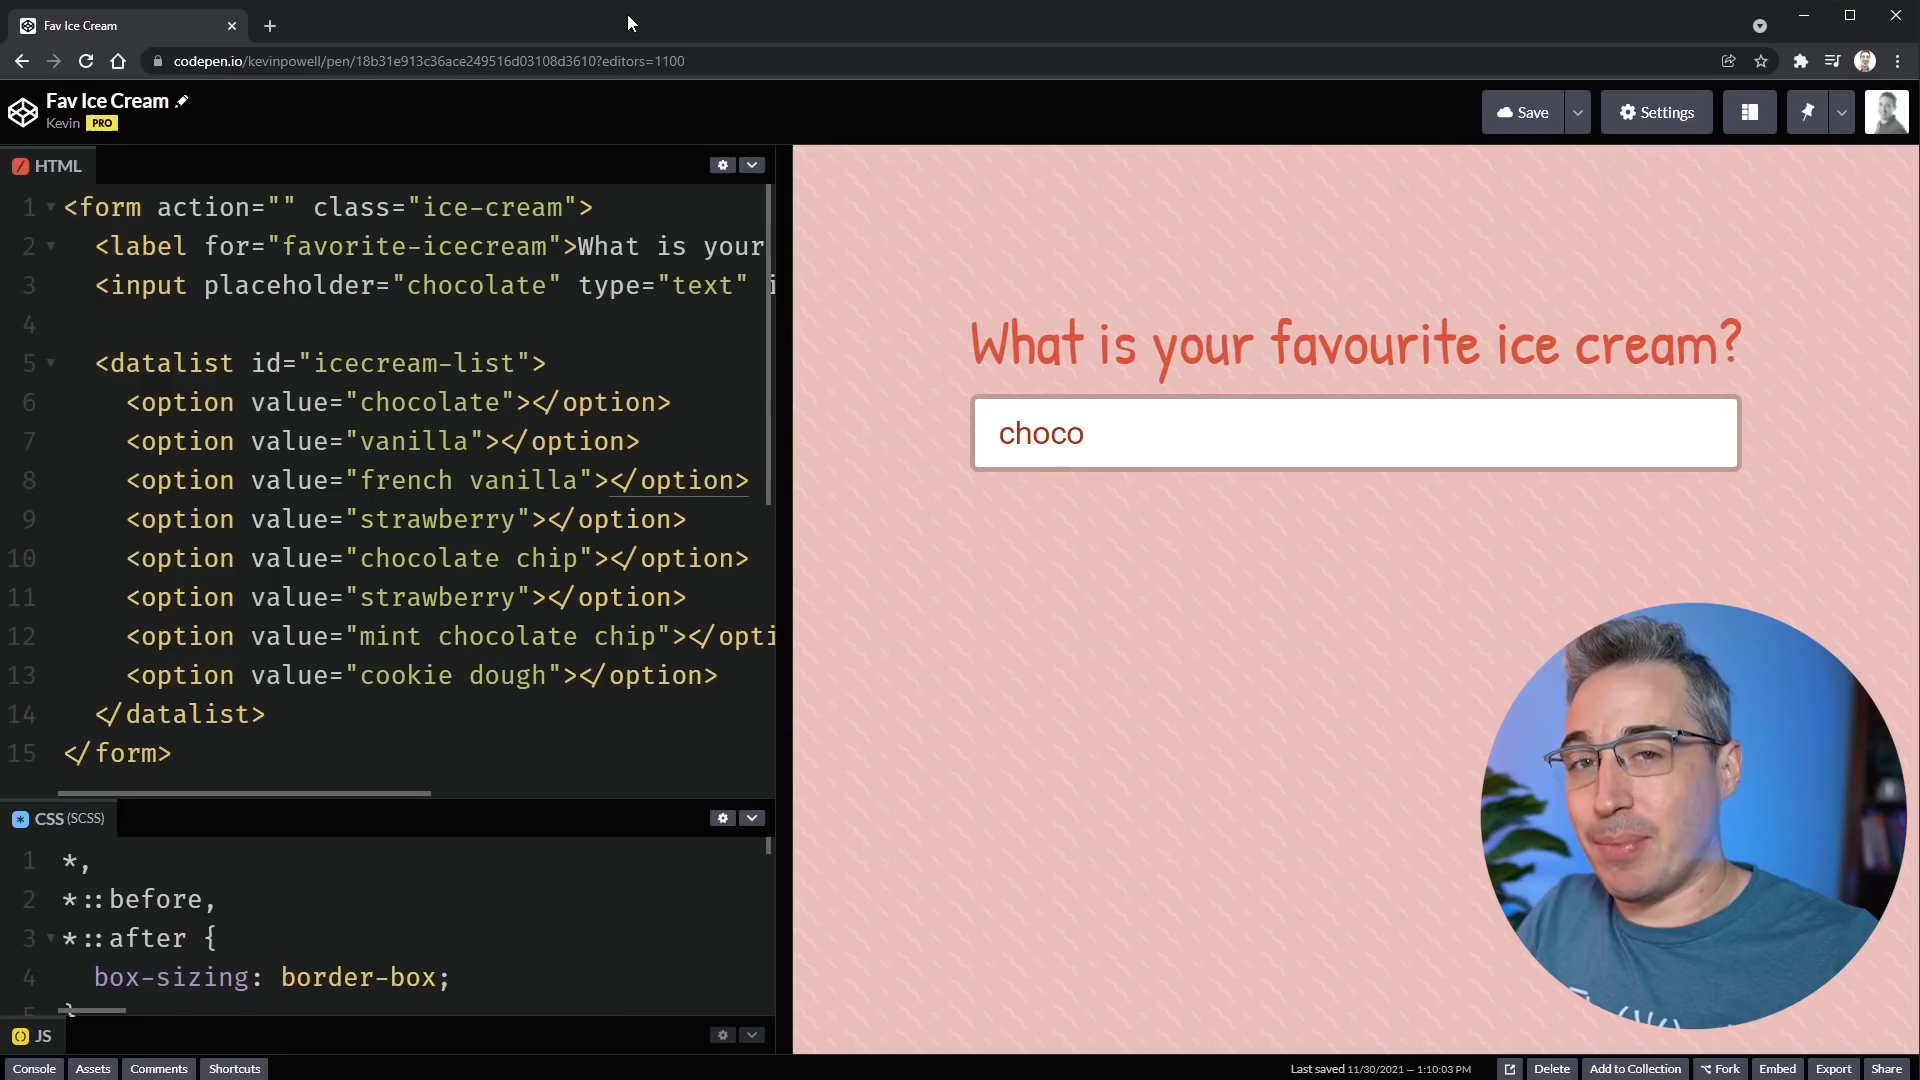 Fav Ice Cream
codepen.io/kevinpowell/pen/18b31e913c36ace249516d03108d3610?editors=1100
Fav Ice Cream
Kevin PRO
Save
Settings
HTML
1 <form action="" class="ice-cream">
2 <label for="favorite-icecream">What is your
3 <input placeholder="chocolate" type="text" i
4
5 <datalist id="icecream-list">
6 <option value="chocolate"></option>
7 <option value="vanilla"></option>
8 <option value="french vanilla"></option>
9 <option value="strawberry"></option>
10 <option value="chocolate chip"></option>
11 <option value="strawberry"></option>
12 <option value="mint chocolate chip"></opti
13 <option value="cookie dough"></option>
14 </datalist>
15 </form>
CSS (SCSS)
1 *,
2 *::before,
3 *::after {
4 box-sizing: border-box;
5 }
JS
What is your favourite ice cream?
choco
Console Assets Comments Shortcuts
Last saved 11/30/2021 — 1:10:03 PM
Delete Add to Collection Fork Embed Export Share